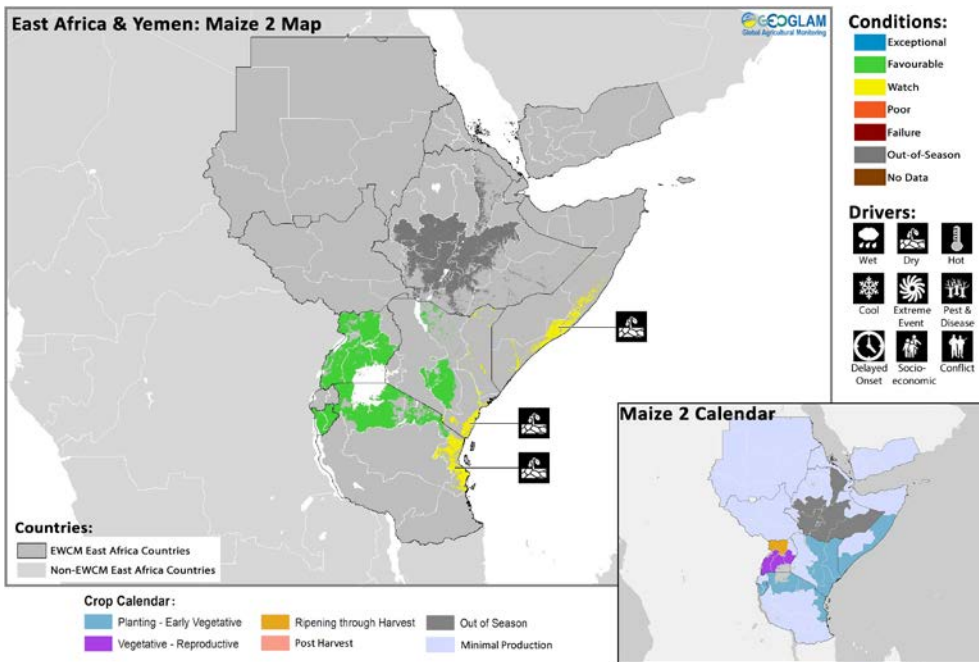 East Africa & Yemen: Maize 2 Map
GEOGLAM
Global Agricultural Monitoring
Conditions:
Exceptional
Favourable
Watch
Poor
Failure
Out-of-Season
No Data
Drivers:
Wet
Dry
Hot
Cool
Extreme
Event
Pest &
Disease
Delayed
Onset
Socio-
economic
Conflict
Countries:
EWCM East Africa Countries
Non-EWCM East Africa Countries
Maize 2 Calendar
Crop Calendar:
Planting - Early Vegetative
Ripening through Harvest
Out of Season
Vegetative - Reproductive
Post Harvest
Minimal Production